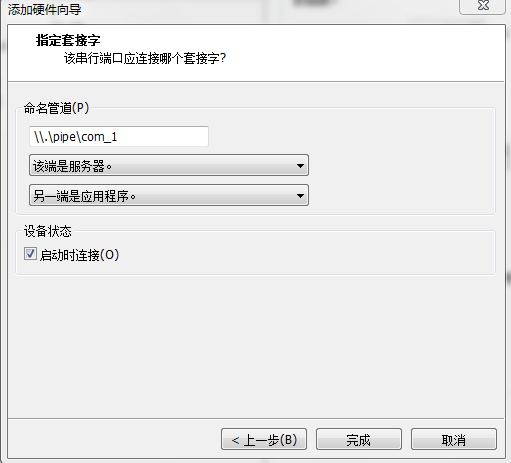 添加硬件向导
指定套接字
该串行端口应连接哪个套接字?
命名管道(P)
\\.\pipe\com_1
该端是服务器。
另一端是应用程序。
设备状态
启动时连接(O)
< 上一步(B)
完成
取消